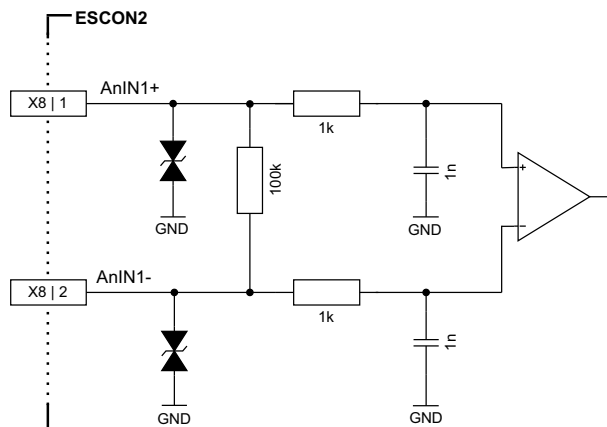 ESCON2
AnIN1+
X8 | 1
1k
100k
1n
+
GND
GND
AnIN1-
−
X8 | 2
1k
1n
GND
GND